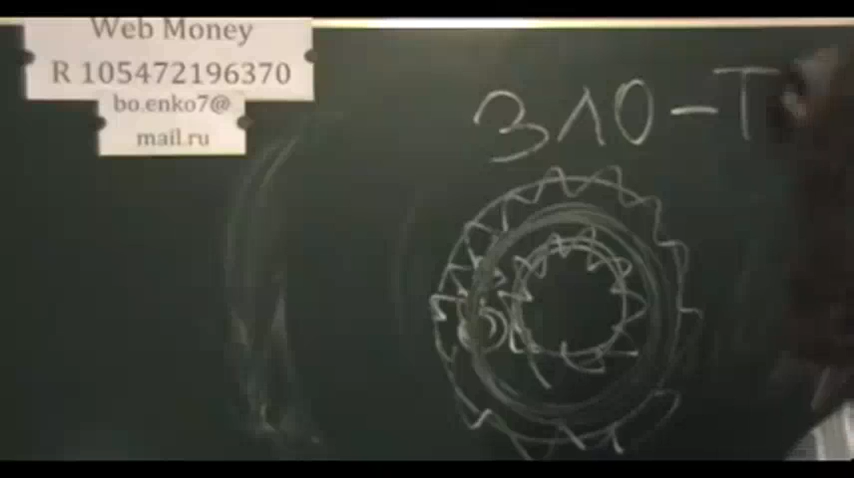 Web Money
R 105472196370
bo.enko7@
mail.ru
ЗЛО-Т